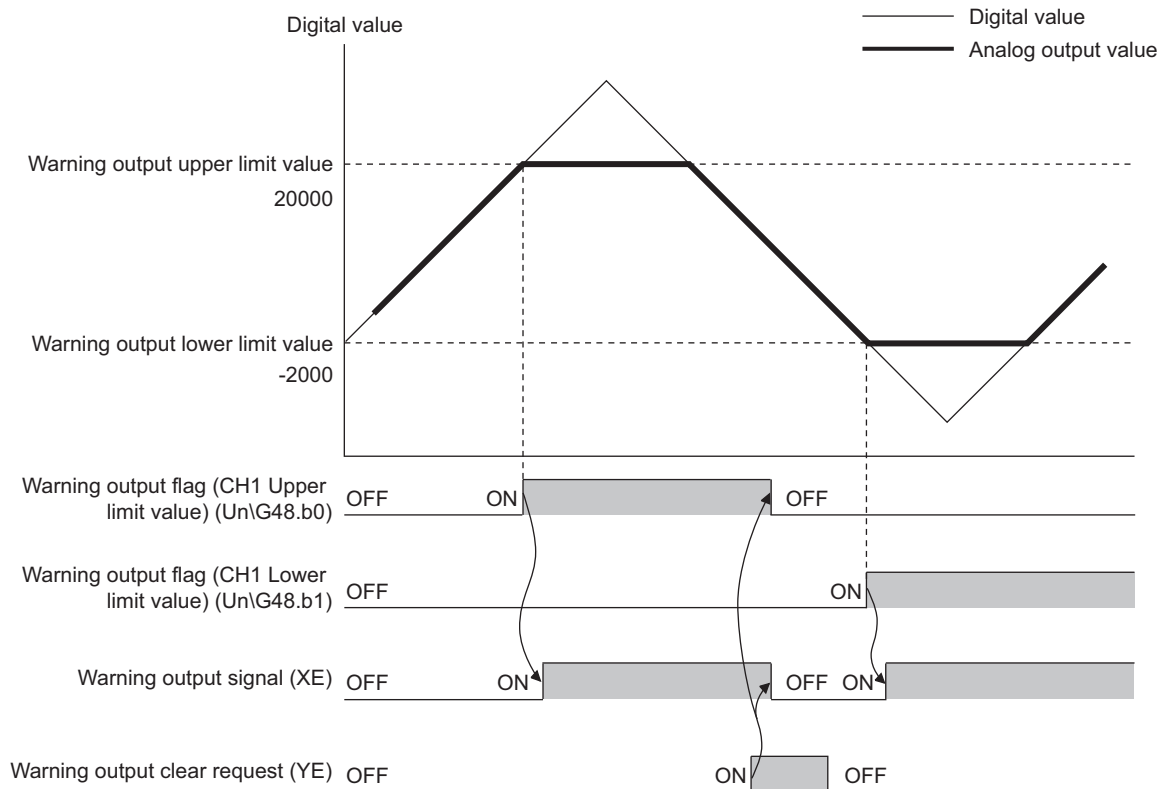 Digital value
Digital value
Analog output value
Warning output upper limit value
20000
Warning output lower limit value
-2000
Warning output flag (CH1 Upper
limit value) (Un\G48.b0)
OFF
ON
OFF
Warning output flag (CH1 Lower
limit value) (Un\G48.b1)
OFF
ON
Warning output signal (XE)
OFF
ON
OFF
ON
Warning output clear request (YE)
OFF
ON
OFF